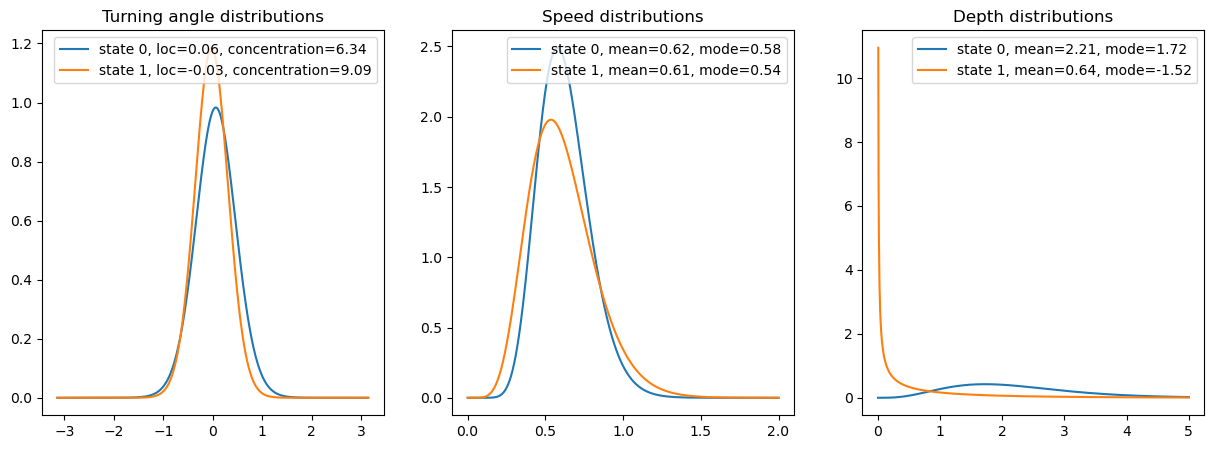 Turning angle distributions
state 0, loc=0.06, concentration=6.34
state 1, loc=-0.03, concentration=9.09
1.2
1.0
0.8
0.6
0.4
0.2
0.0
−3 −2 −1 0 1 2 3
Speed distributions
state 0, mean=0.62, mode=0.58
state 1, mean=0.61, mode=0.54
2.5
2.0
1.5
1.0
0.5
0.0
0.0 0.5 1.0 1.5 2.0
Depth distributions
state 0, mean=2.21, mode=1.72
state 1, mean=0.64, mode=-1.52
10
8
6
4
2
0
0 1 2 3 4 5